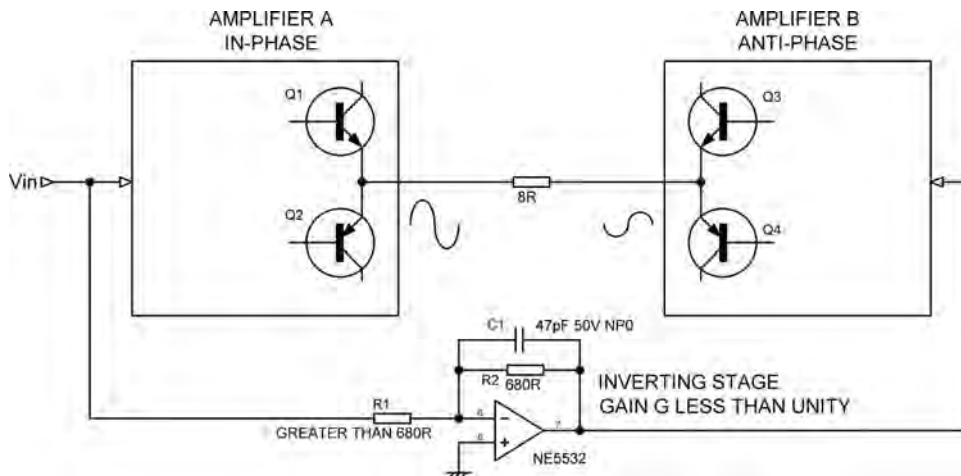 AMPLIFIER A
IN-PHASE
AMPLIFIER B
ANTI-PHASE
Q1
Q3
Vin
8R
Q2
Q4
C1
47pF 50V NP0
R2
680R
INVERTING STAGE
GAIN G LESS THAN UNITY
R1
GREATER THAN 680R
6
7
NE5532